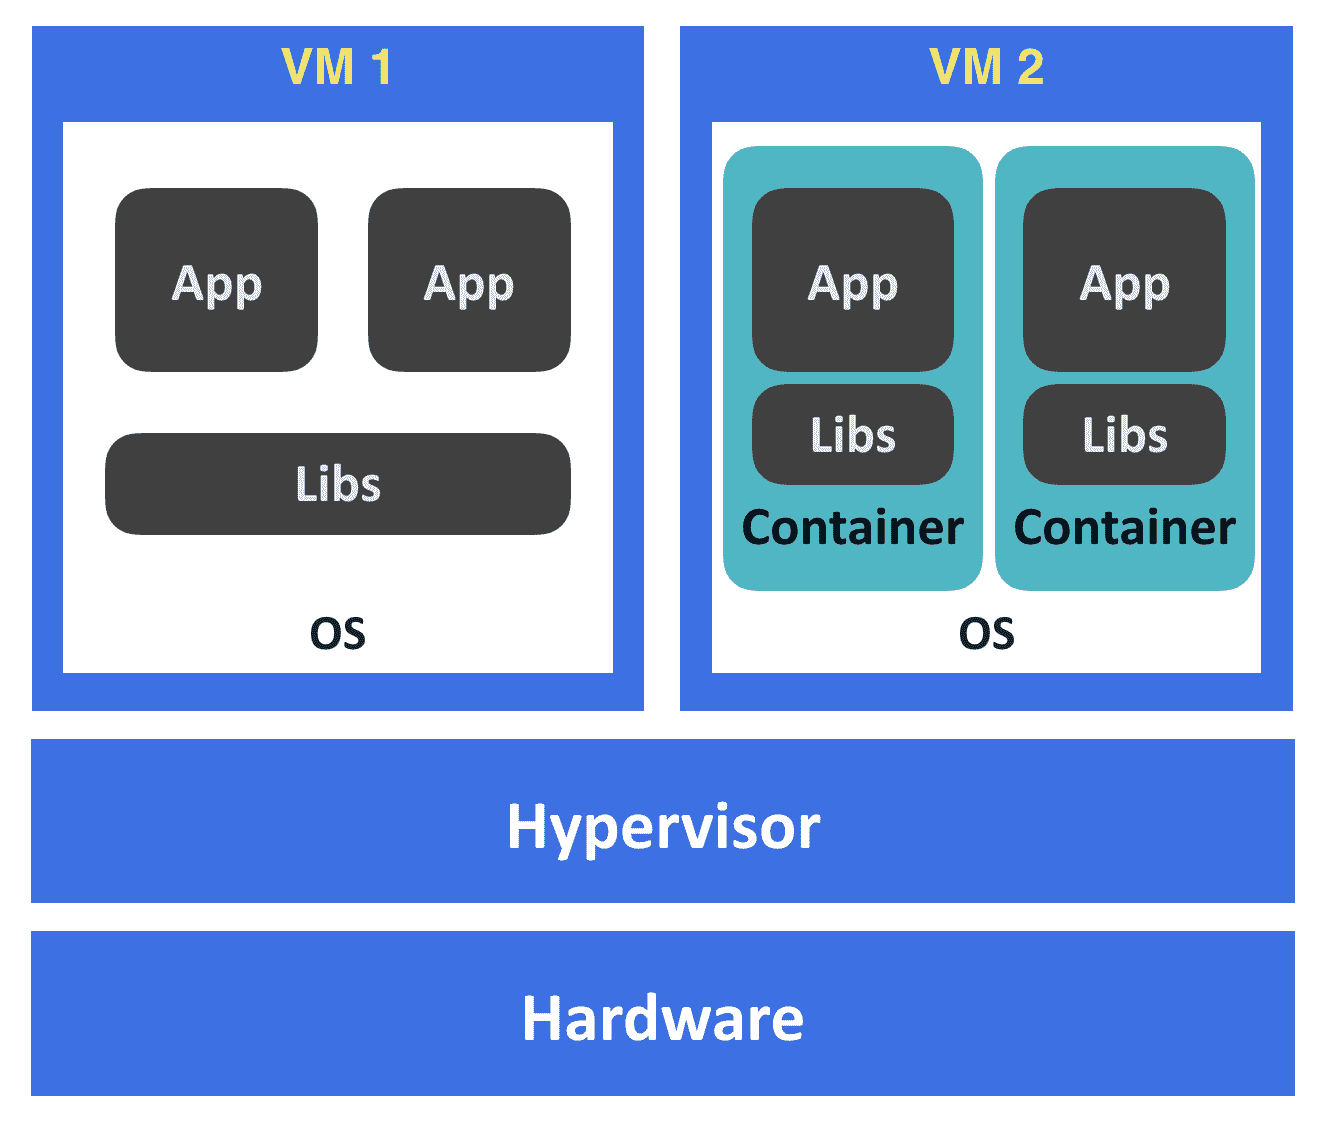 VM 1
App
App
Libs
OS
VM 2
App
App
Libs
Libs
Container
Container
OS
Hypervisor
Hardware